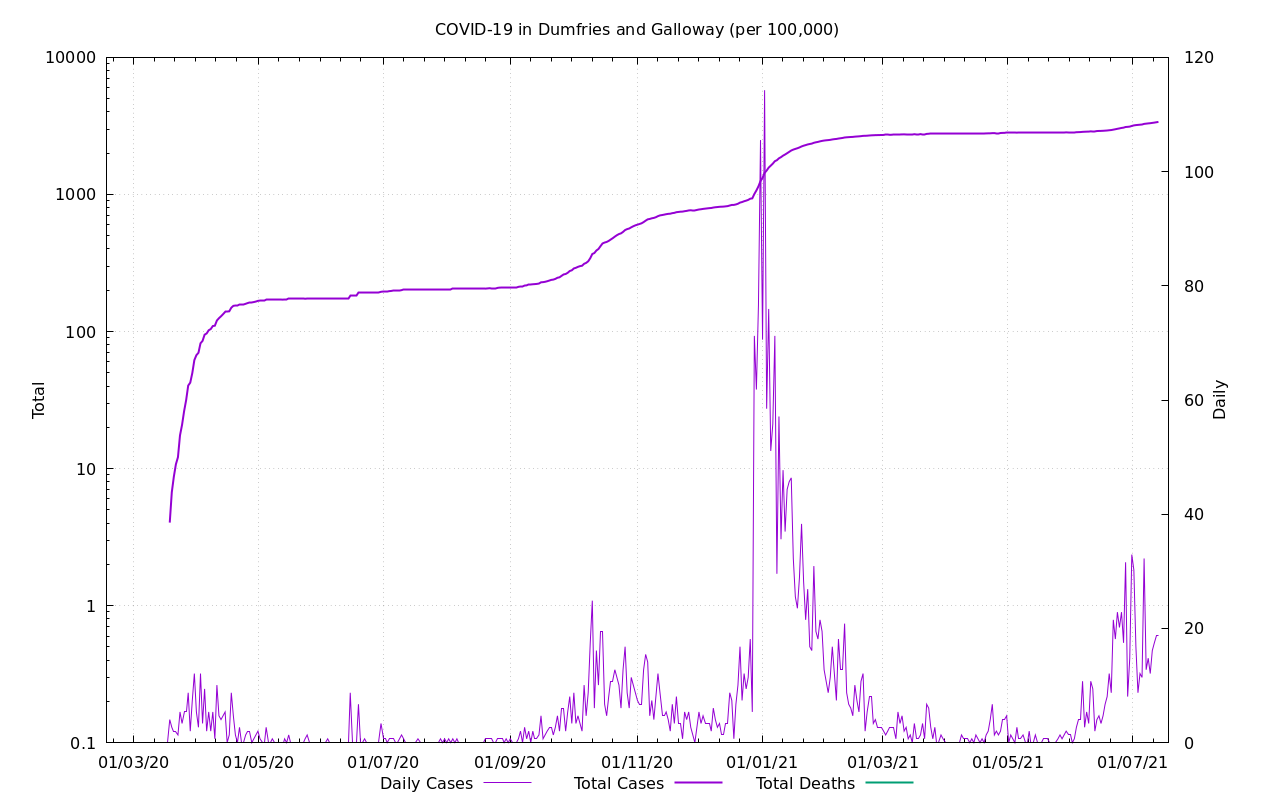 COVID-19 in Dumfries and Galloway (per 100,000)
10000
1000
100
10
1
0.1
Total
120
100
80
60
40
20
0
Daily
01/03/20 01/05/20 01/07/20 01/09/20 01/11/20 01/01/21 01/03/21 01/05/21 01/07/21
Daily Cases Total Cases Total Deaths